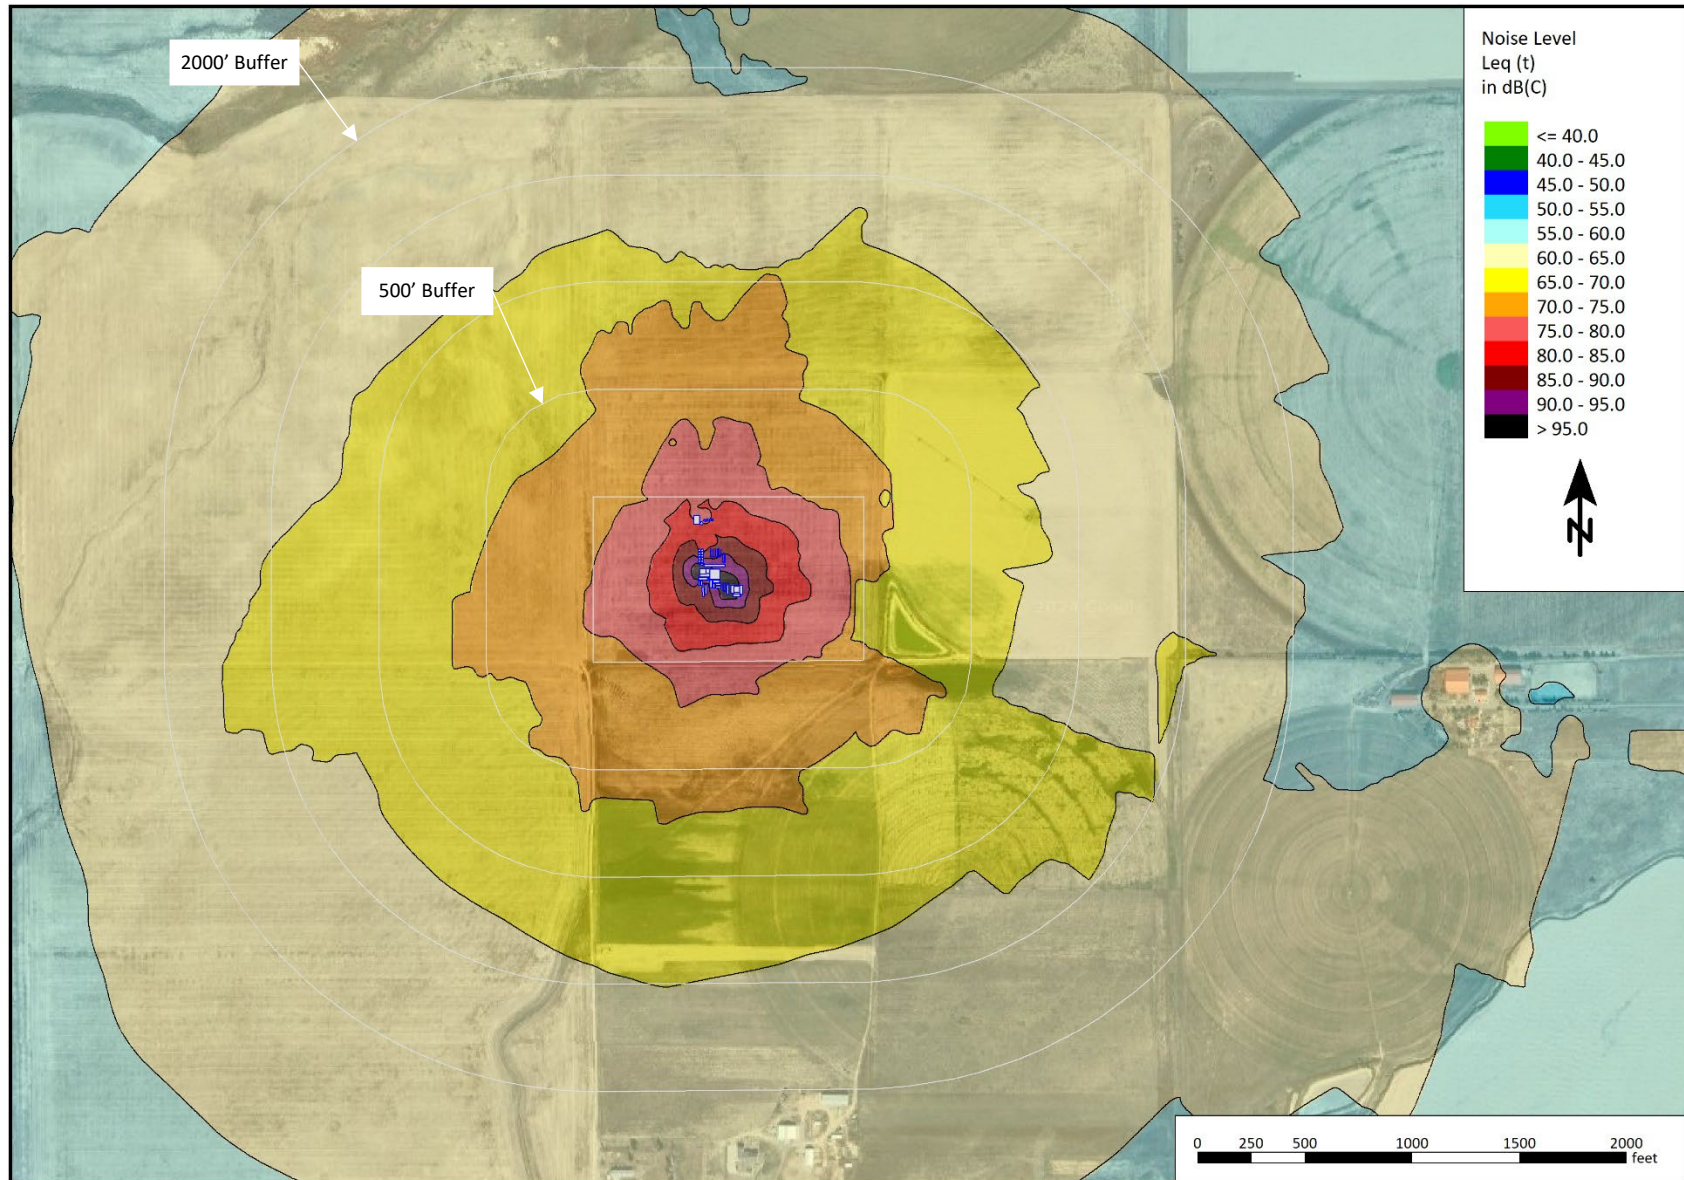 2000' Buffer
500' Buffer
Noise Level
Leq (t)
in dB(C)
<= 40.0
40.0 - 45.0
45.0 - 50.0
50.0 - 55.0
55.0 - 60.0
60.0 - 65.0
65.0 - 70.0
70.0 - 75.0
75.0 - 80.0
80.0 - 85.0
85.0 - 90.0
90.0 - 95.0
> 95.0
N
0 250 500 1000 1500 2000
feet